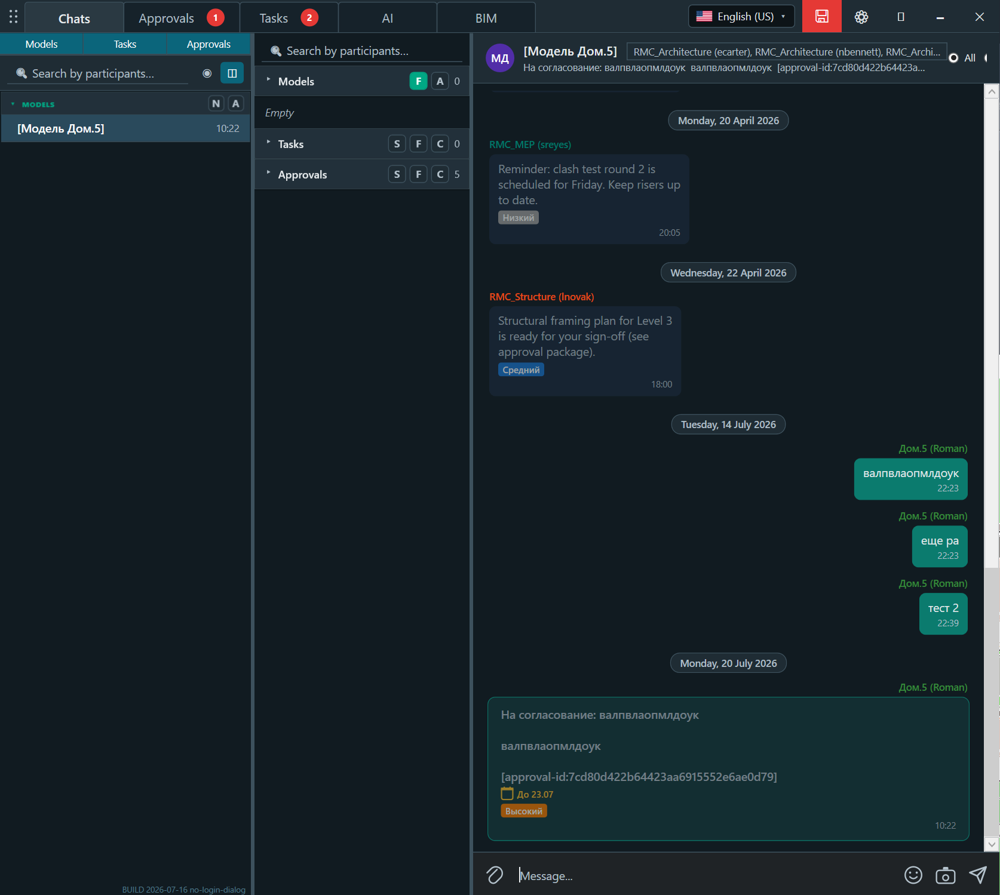 Chats
Approvals 1
Tasks 2
AI
BIM
English (US)
Models
Tasks
Approvals
Search by participants...
MODELS
N A
[Модель Дом.5] 10:22
BUILD 2026-07-16 no-login-dialog
Search by participants...
Models F A 0
Empty
Tasks S F C 0
Approvals S F C 5
МД
[Модель Дом.5]
RMC_Architecture (ecarter), RMC_Architecture (nbennett), RMC_Archi...
All
На согласование: валпвлаопмлдоук валпвлаопмлдоук [approval-id:7cd80d422b64423a...
Monday, 20 April 2026
RMC_MEP (sreyes)
Reminder: clash test round 2 is
scheduled for Friday. Keep risers up
to date.
Низкий
20:05
Wednesday, 22 April 2026
RMC_Structure (lnovak)
Structural framing plan for Level 3
is ready for your sign-off (see
approval package).
Средний
18:00
Tuesday, 14 July 2026
Дом.5 (Roman)
валпвлаопмлдоук
22:23
Дом.5 (Roman)
еще ра
22:23
Дом.5 (Roman)
тест 2
22:39
Monday, 20 July 2026
Дом.5 (Roman)
На согласование: валпвлаопмлдоук
валпвлаопмлдоук
[approval-id:7cd80d422b64423aa6915552e6ae0d79]
До 23.07
Высокий
10:22
Message...